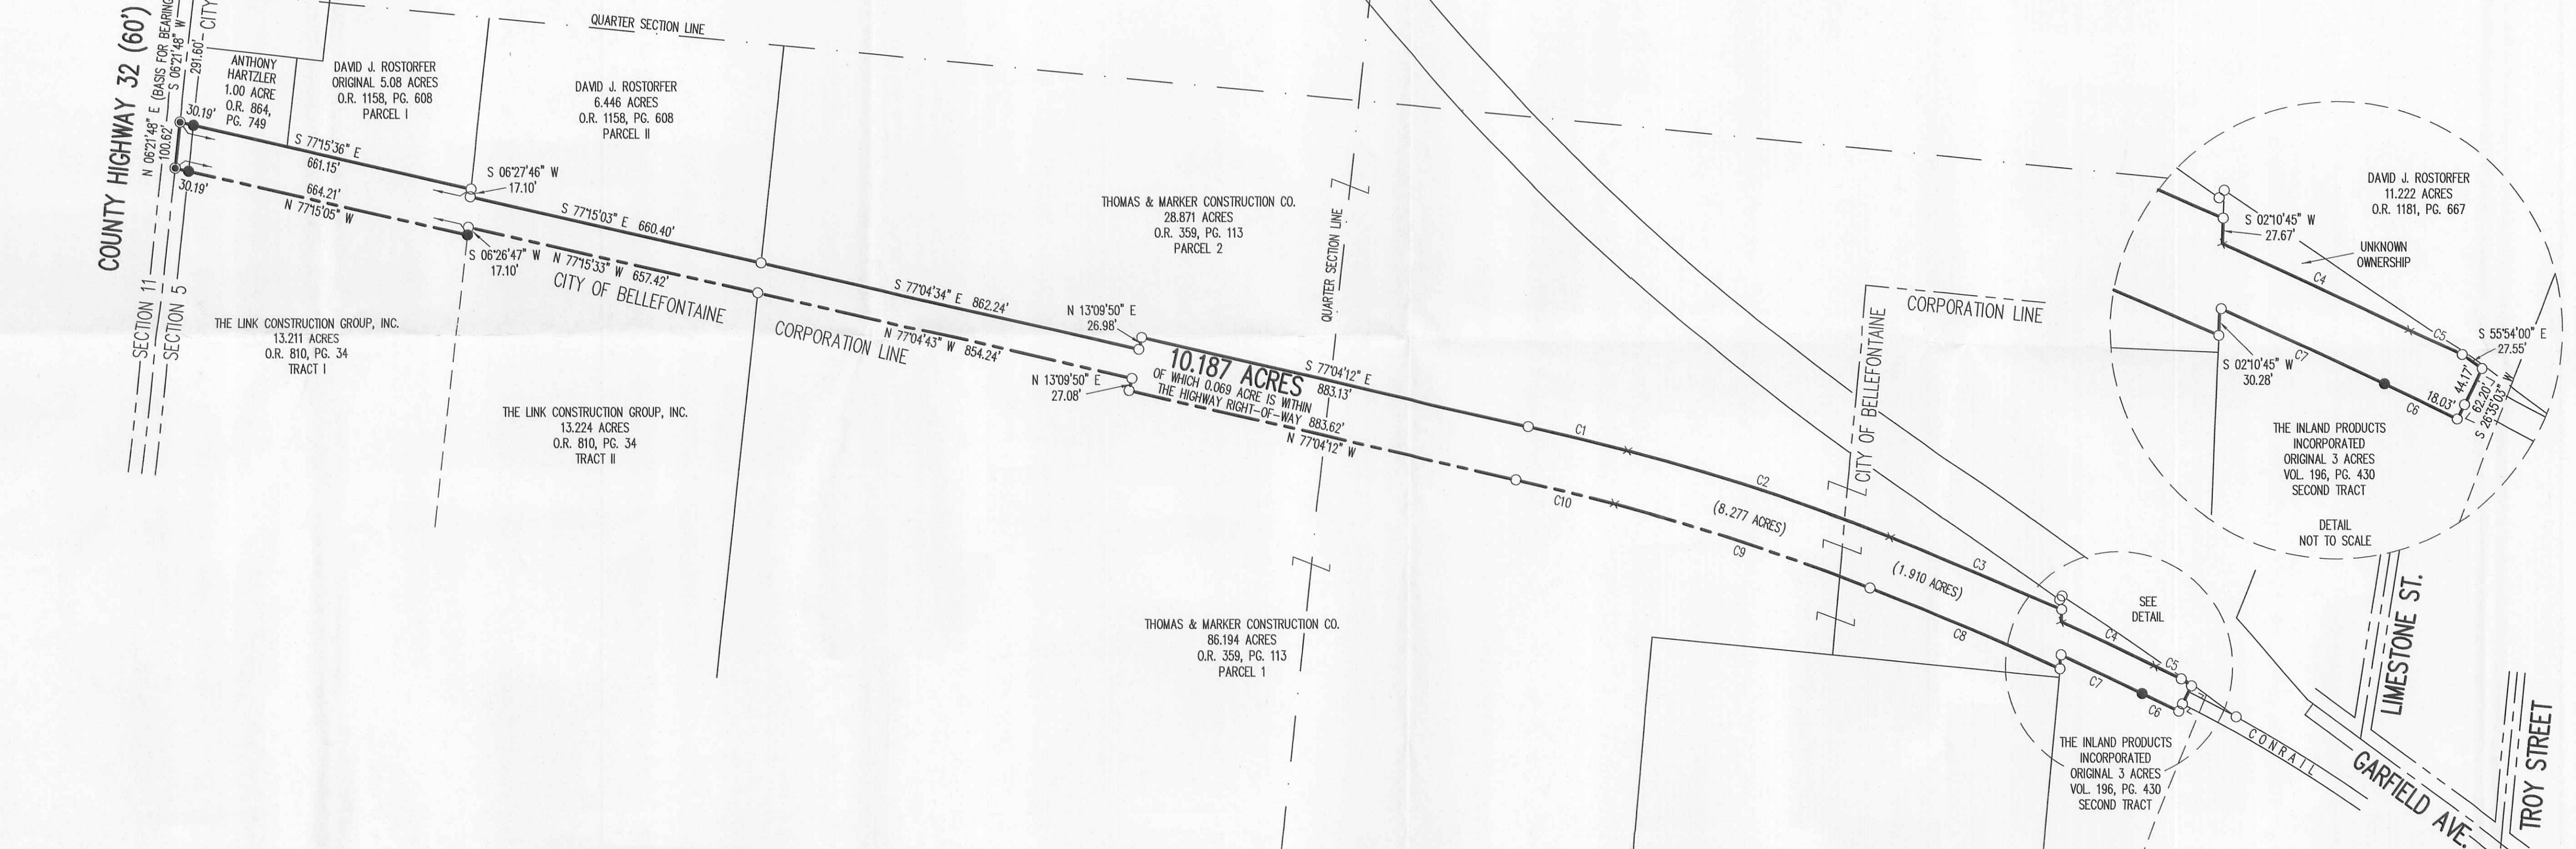 COUNTY HIGHWAY 32 (60')
N 06°21'48" E (BASIS FOR BEARING
100.62'
S 06°21'48" W
291.60'
CITY
SECTION 11
SECTION 5
30.19'
30.19'
ANTHONY
HARTZLER
1.00 ACRE
O.R. 864,
PG. 749
DAVID J. ROSTORFER
ORIGINAL 5.08 ACRES
O.R. 1158, PG. 608
PARCEL I
DAVID J. ROSTORFER
6.446 ACRES
O.R. 1158, PG. 608
PARCEL II
QUARTER SECTION LINE
S 77°15'36" E
661.15'
664.21'
N 77°15'05" W
S 06°27'46" W
17.10'
S 06°26'47" W
17.10'
S 77°15'03" E 660.40'
N 77°15'33" W 657.42'
CITY OF BELLEFONTAINE
CORPORATION LINE
THE LINK CONSTRUCTION GROUP, INC.
13.211 ACRES
O.R. 810, PG. 34
TRACT I
THE LINK CONSTRUCTION GROUP, INC.
13.224 ACRES
O.R. 810, PG. 34
TRACT II
THOMAS & MARKER CONSTRUCTION CO.
28.871 ACRES
O.R. 359, PG. 113
PARCEL 2
S 77°04'34" E 862.24'
N 77°04'43" W 854.24'
N 13°09'50" E
26.98'
N 13°09'50" E
27.08'
10.187 ACRES
OF WHICH 0.069 ACRE IS WITHIN
THE HIGHWAY RIGHT-OF-WAY
S 77°04'12" E
883.13'
883.62'
N 77°04'12" W
QUARTER SECTION LINE
THOMAS & MARKER CONSTRUCTION CO.
86.194 ACRES
O.R. 359, PG. 113
PARCEL 1
C1
C2
C10
(8.277 ACRES)
C9
C3
(1.910 ACRES)
C8
CITY OF BELLEFONTAINE
CORPORATION LINE
SEE
DETAIL
C4
C5
C7
C6
THE INLAND PRODUCTS
INCORPORATED
ORIGINAL 3 ACRES
VOL. 196, PG. 430
SECOND TRACT
CONRAIL
GARFIELD AVE.
LIMESTONE ST.
TROY STREET
DAVID J. ROSTORFER
11.222 ACRES
O.R. 1181, PG. 667
S 02°10'45" W
27.67'
UNKNOWN
OWNERSHIP
C4
C5
S 55°54'00" E
27.55'
C7
S 02°10'45" W
30.28'
C6
44.17'
18.03'
62.20'
S 26°35'03" W
THE INLAND PRODUCTS
INCORPORATED
ORIGINAL 3 ACRES
VOL. 196, PG. 430
SECOND TRACT
DETAIL
NOT TO SCALE